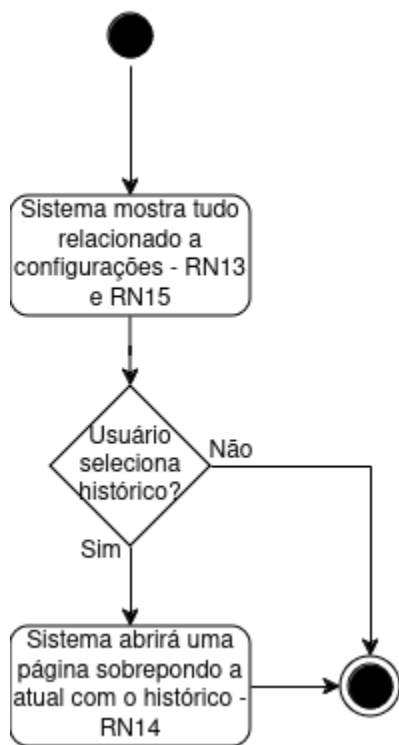 Sistema mostra tudo
relacionado a
configurações - RN13
e RN15
Usuário
seleciona
histórico?
Não
Sim
Sistema abrirá uma
página sobrepondo a
atual com o histórico -
RN14